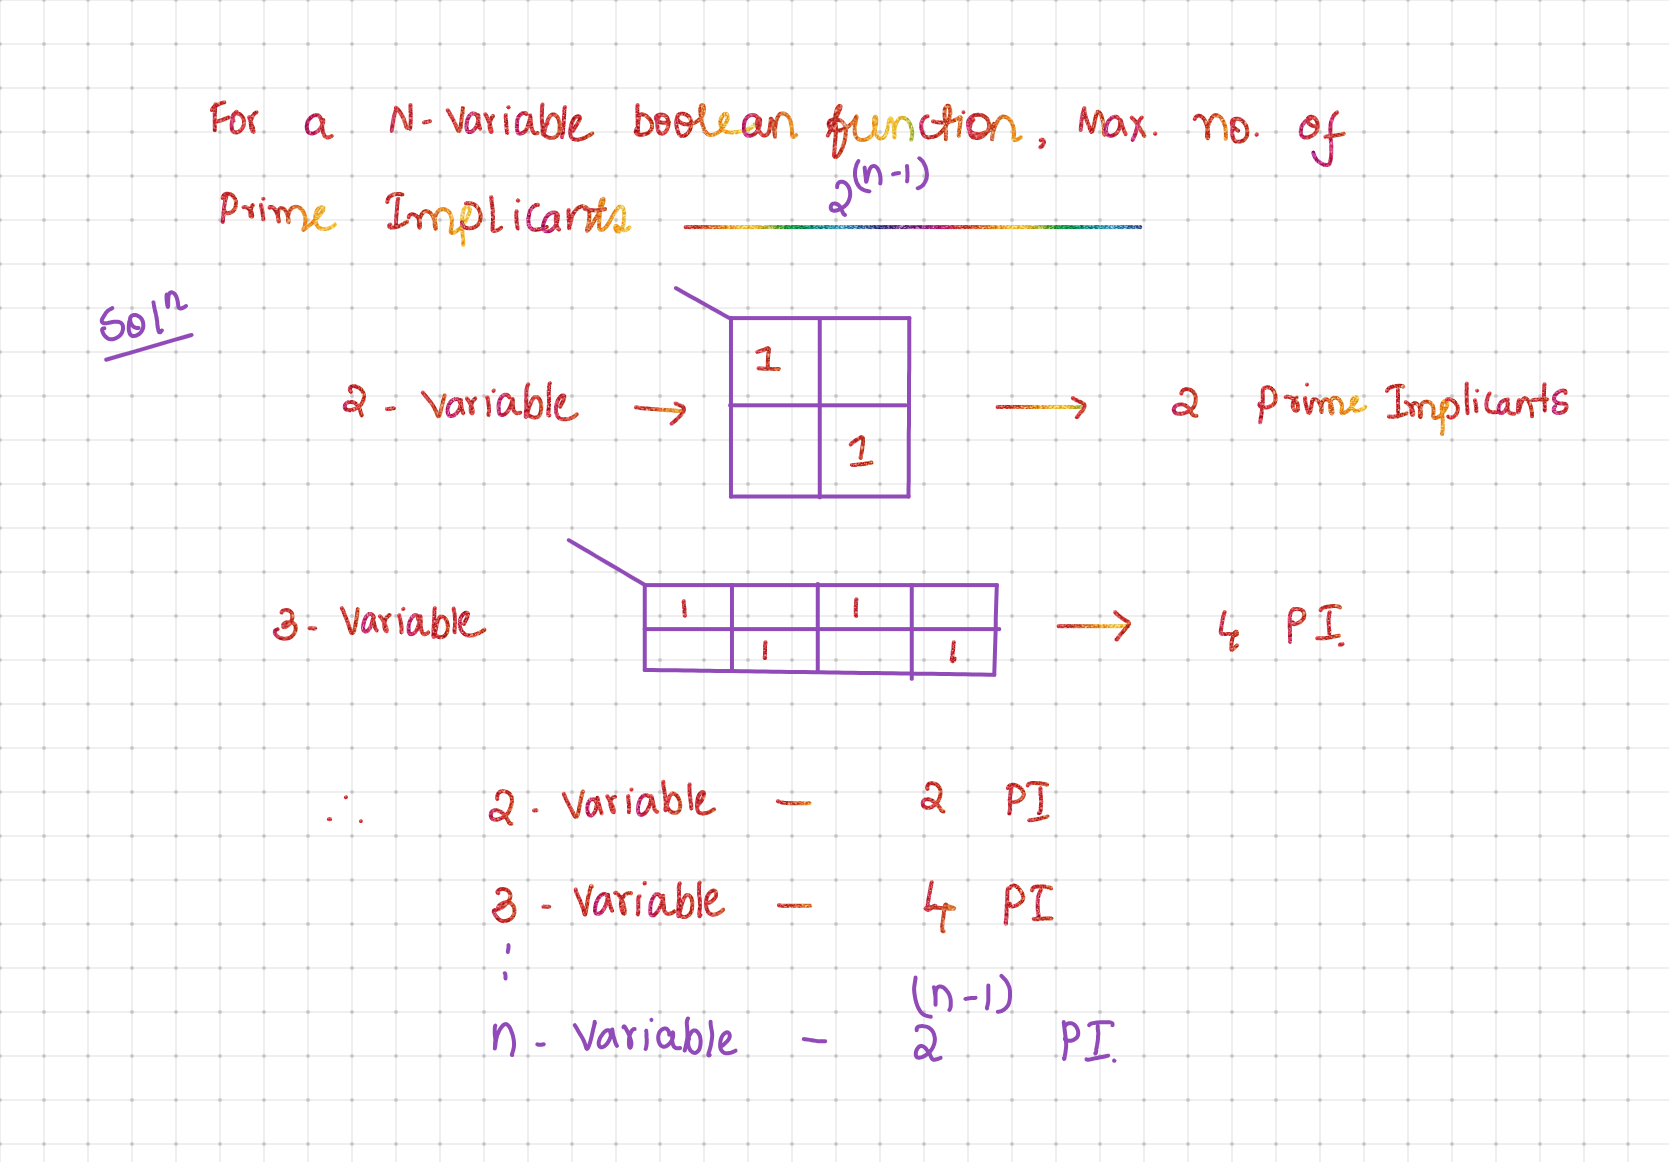 For a N-Variable boolean function, Max. no. of
Prime Implicants 2^(n-1)
Solⁿ
1
2 - Variable → → 2 Prime Implicants
1
1 1
3 - Variable → 4 PI.
1 1
∴ 2 - Variable — 2 PI
3 - Variable — 4 PI
⋮
n - Variable — 2^(n-1) PI.